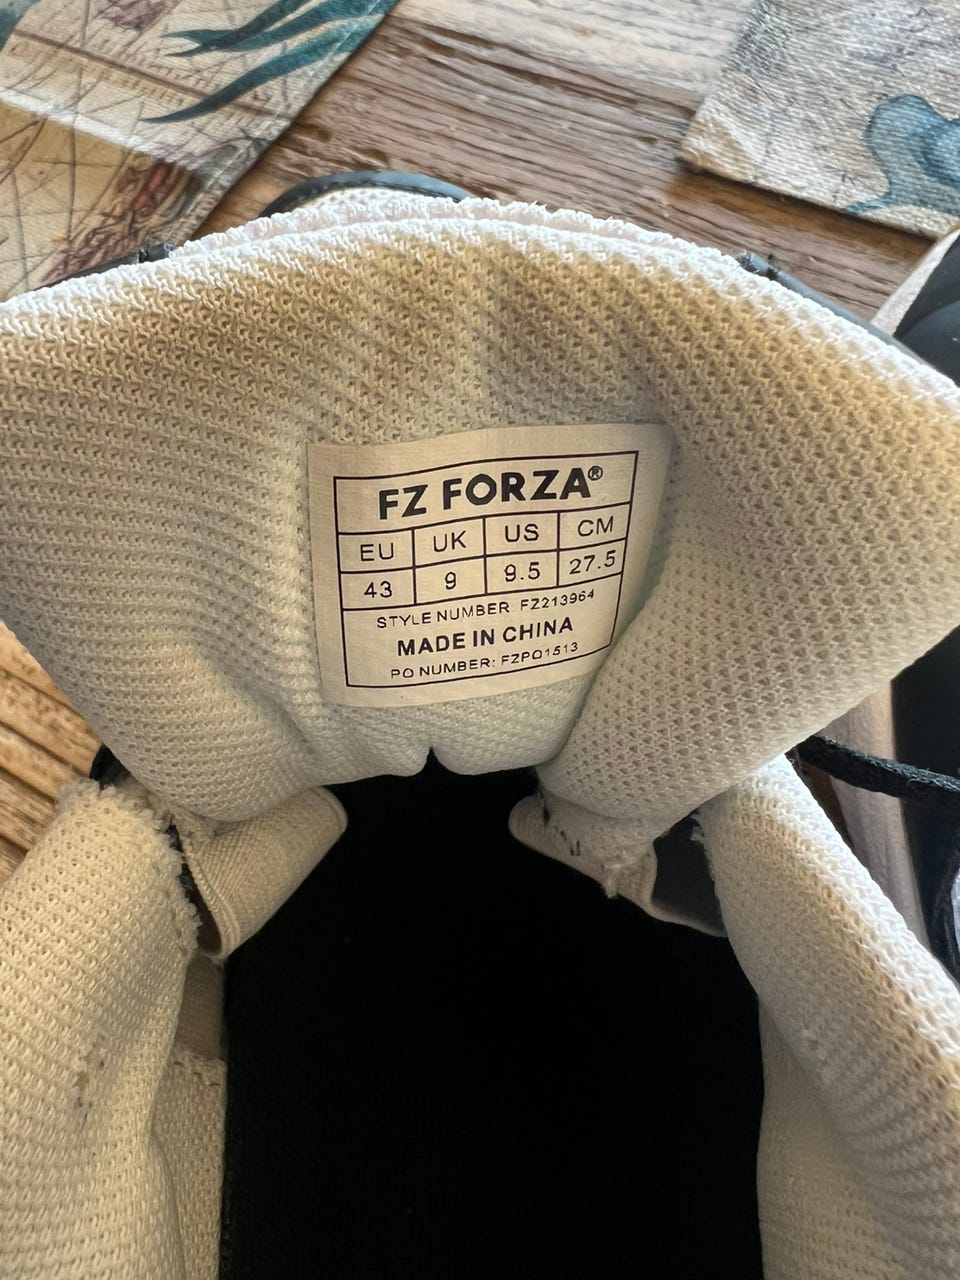 FZ FORZA®
EU UK US CM
43 9 9.5 27.5
STYLE NUMBER FZ213964
MADE IN CHINA
PO NUMBER: FZPO1513